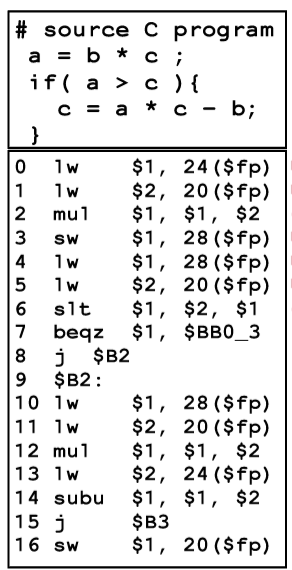 # source C program
a = b * c ;
if( a > c ){
c = a * c - b;
}
0 lw $1, 24($fp)
1 lw $2, 20($fp)
2 mul $1, $1, $2
3 sw $1, 28($fp)
4 lw $1, 28($fp)
5 lw $2, 20($fp)
6 slt $1, $2, $1
7 beqz $1, $BB0_3
8 j $B2
9 $B2:
10 lw $1, 28($fp)
11 lw $2, 20($fp)
12 mul $1, $1, $2
13 lw $2, 24($fp)
14 subu $1, $1, $2
15 j $B3
16 sw $1, 20($fp)